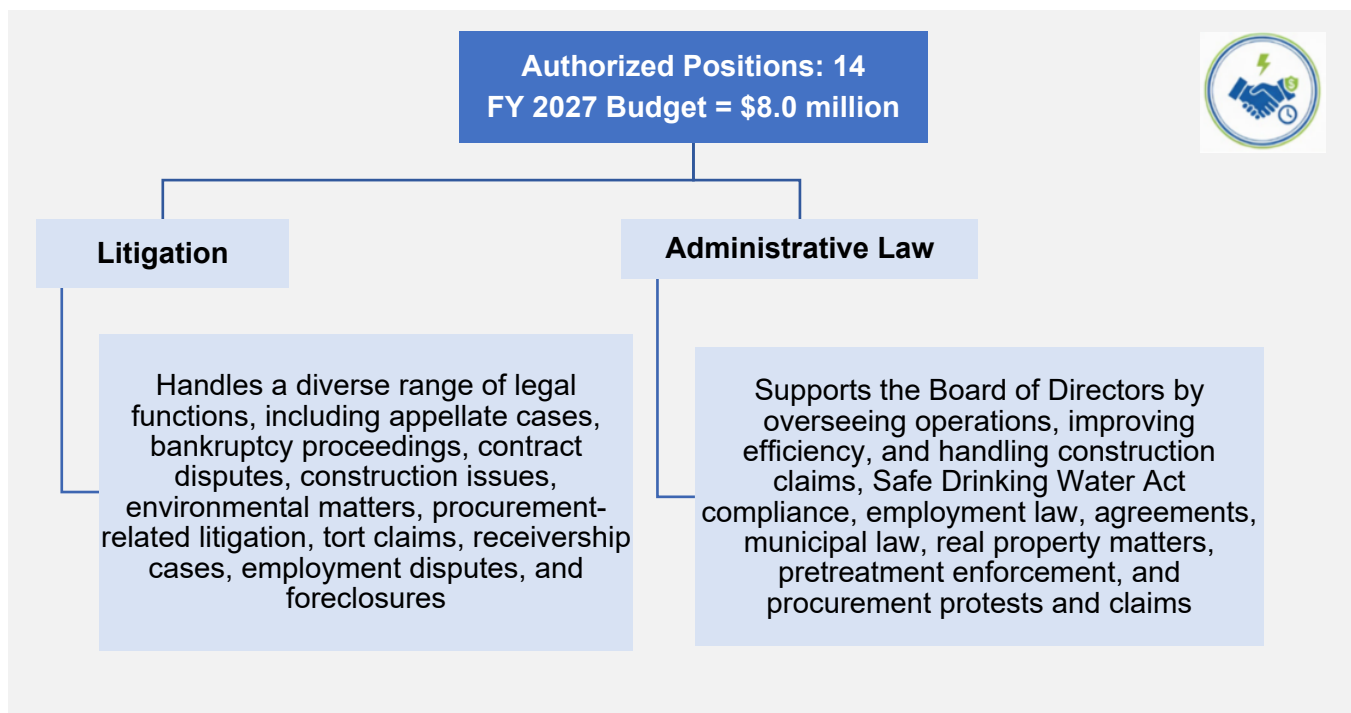 Authorized Positions: 14
FY 2027 Budget = $8.0 million
Litigation
Handles a diverse range of legal
functions, including appellate cases,
bankruptcy proceedings, contract
disputes, construction issues,
environmental matters, procurement-
related litigation, tort claims, receivership
cases, employment disputes, and
foreclosures
Administrative Law
Supports the Board of Directors by
overseeing operations, improving
efficiency, and handling construction
claims, Safe Drinking Water Act
compliance, employment law, agreements,
municipal law, real property matters,
pretreatment enforcement, and
procurement protests and claims